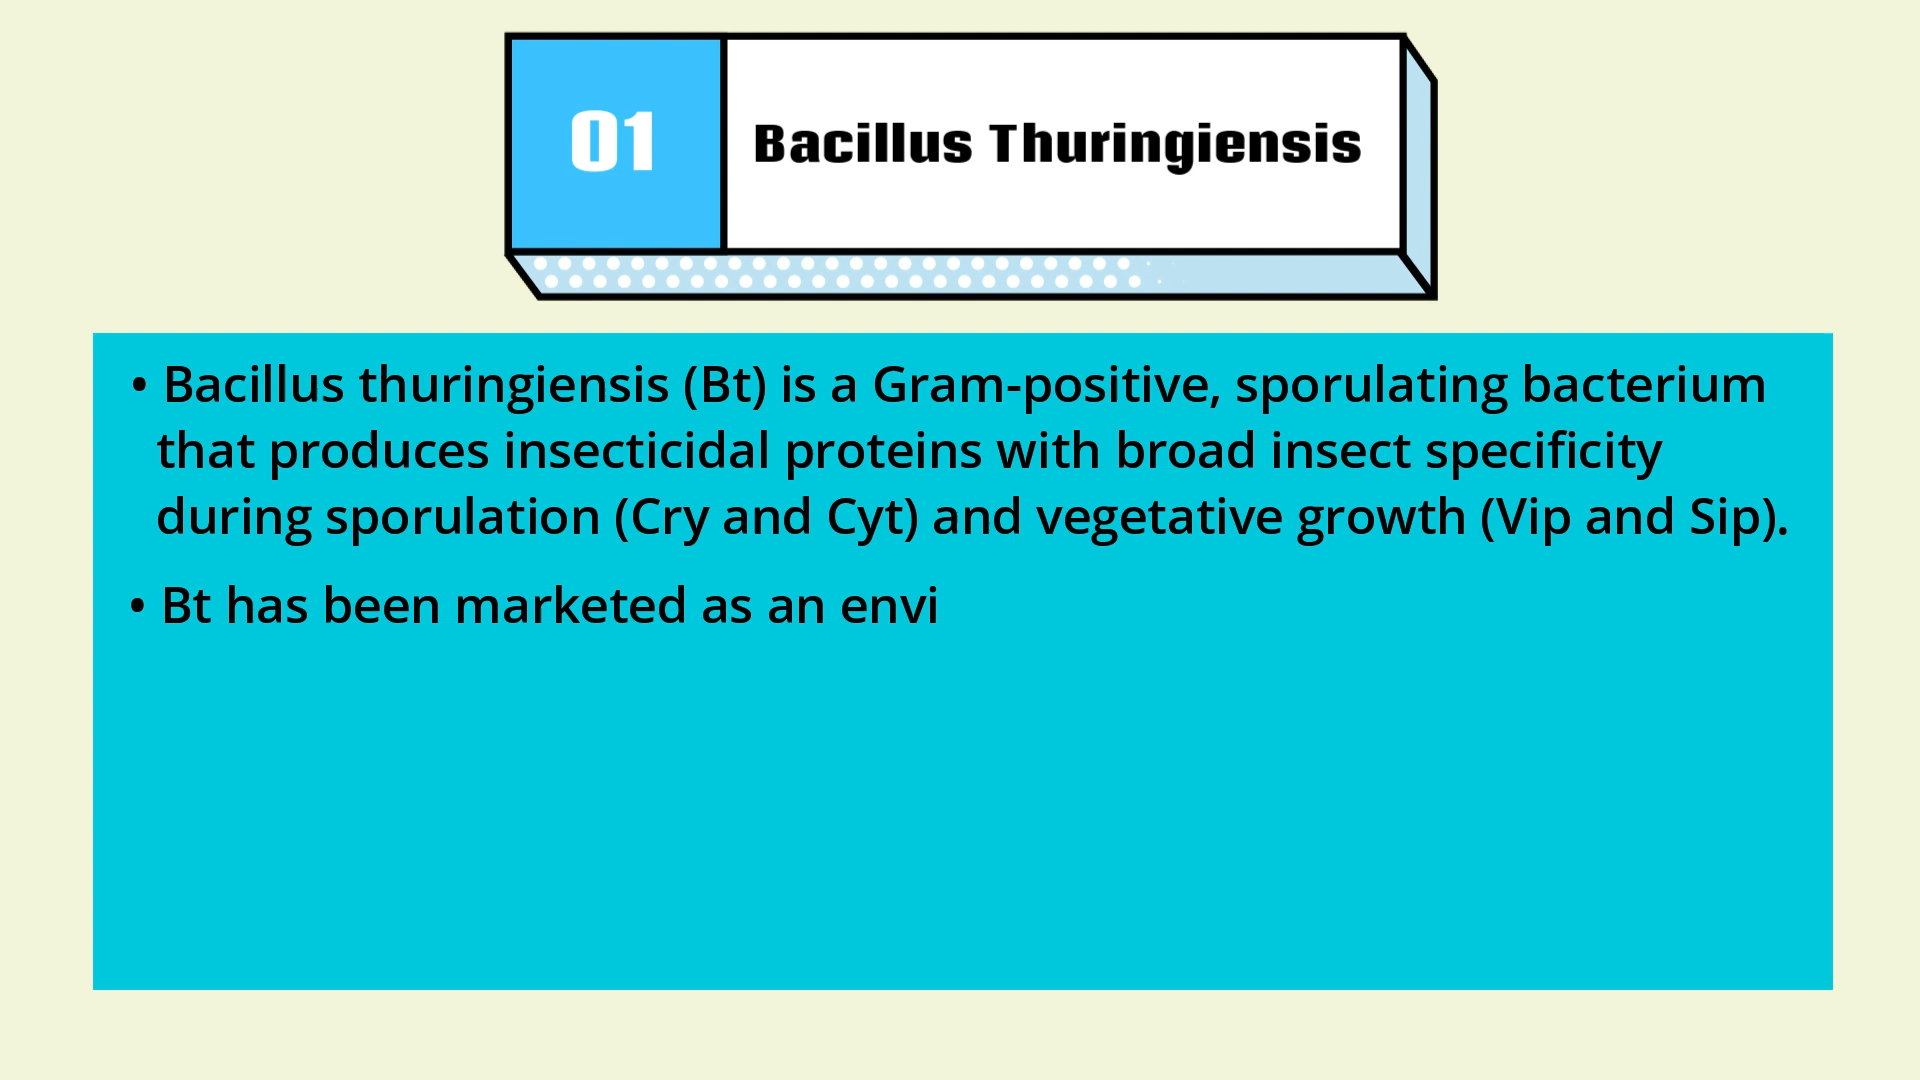 01
Bacillus Thuringiensis
• Bacillus thuringiensis (Bt) is a Gram-positive, sporulating bacterium
that produces insecticidal proteins with broad insect specificity
during sporulation (Cry and Cyt) and vegetative growth (Vip and Sip).
• Bt has been marketed as an envi